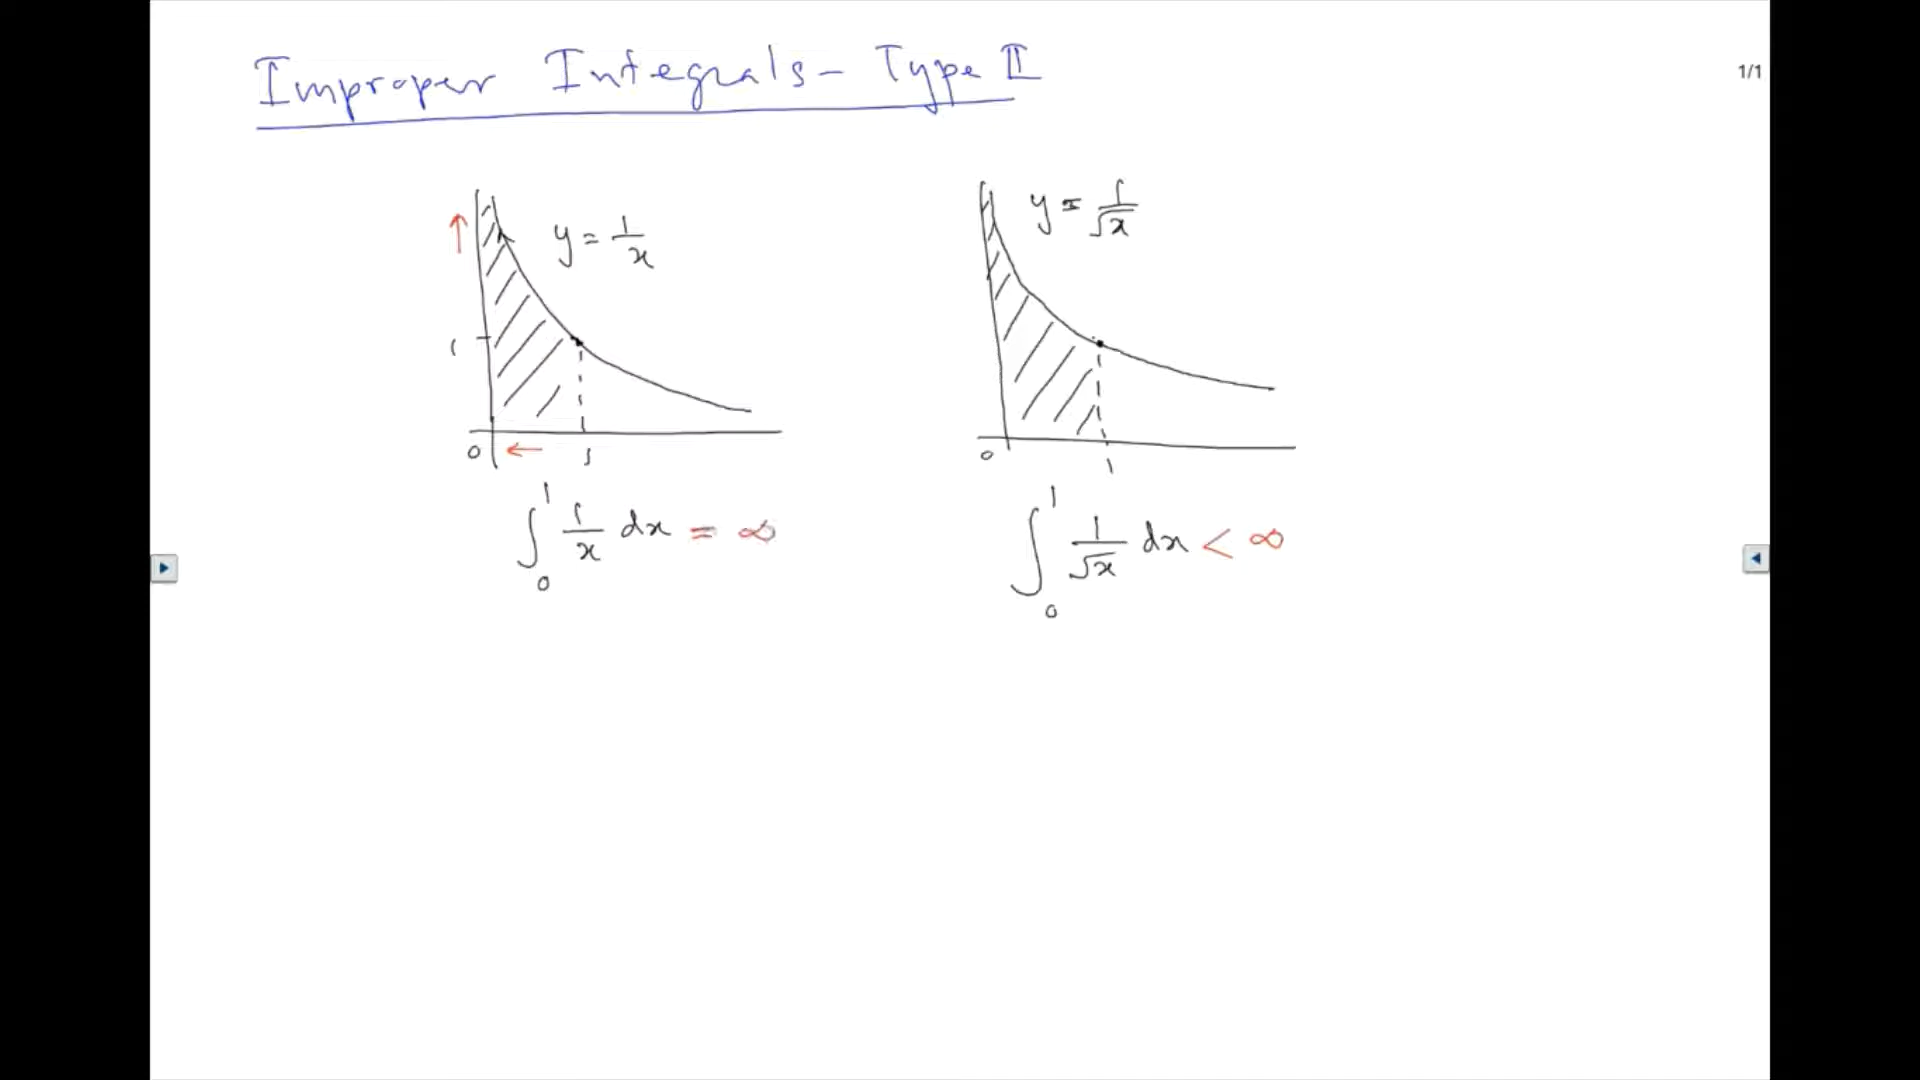 Improper Integrals - Type II
1/1
y = 1/x
1
0 1
∫₀¹ 1/x dx = ∞
y = 1/√x
0 1
∫₀¹ 1/√x dx < ∞